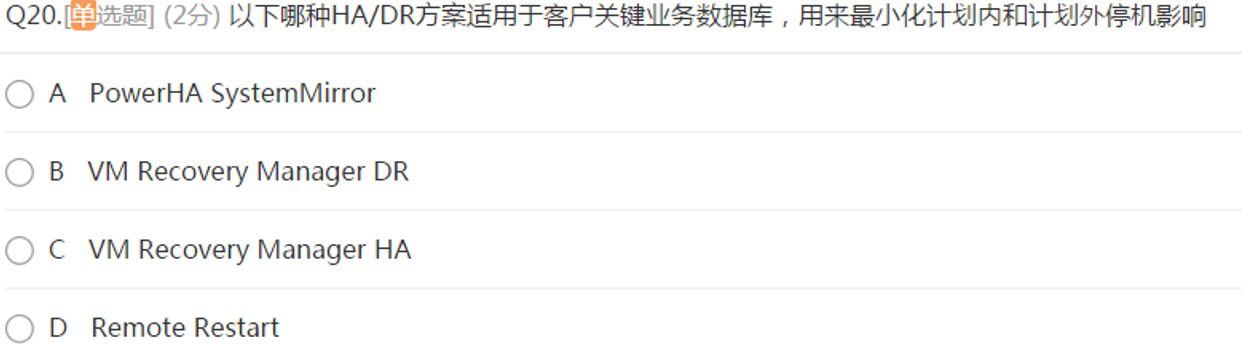 Q20.[单选题] (2分) 以下哪种HA/DR方案适用于客户关键业务数据库，用来最小化计划内和计划外停机影响
A PowerHA SystemMirror
B VM Recovery Manager DR
C VM Recovery Manager HA
D Remote Restart